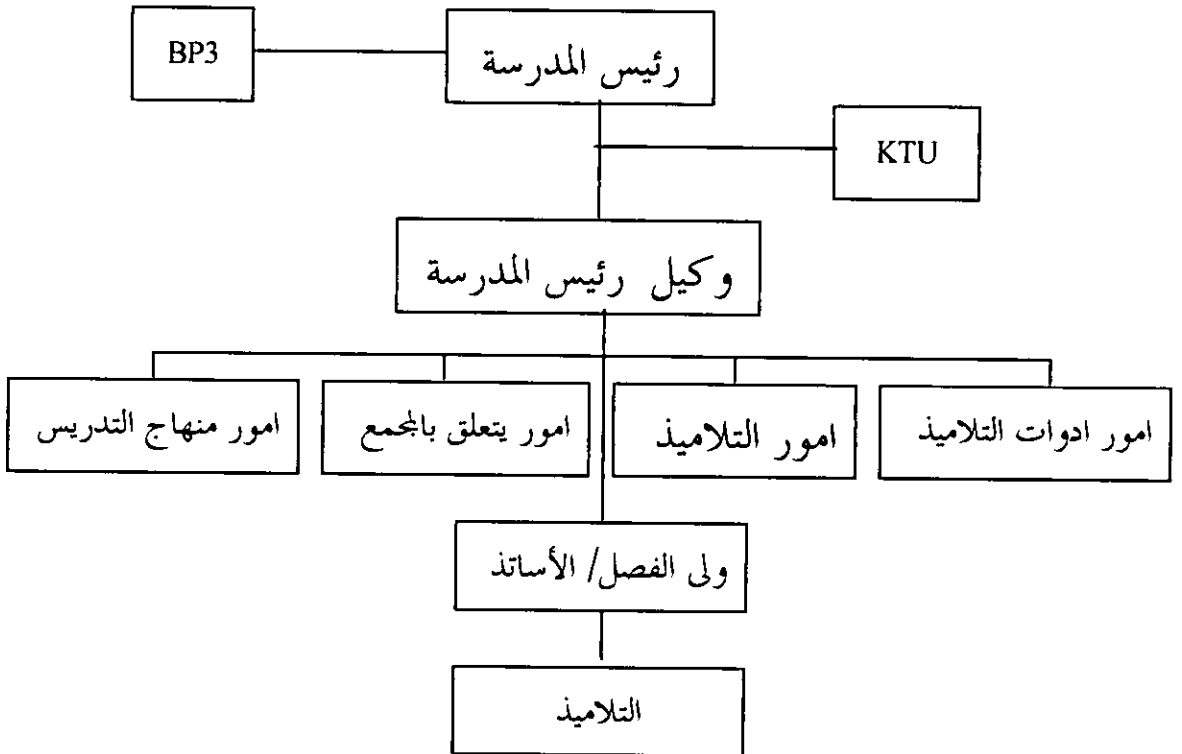 رئيس المدرسة
BP3
KTU
وكيل رئيس المدرسة
امور ادوات التلاميذ
امور التلاميذ
امور يتعلق بالمجمع
امور منهاج التدريس
ولى الفصل/ الأساتذ
التلاميذ